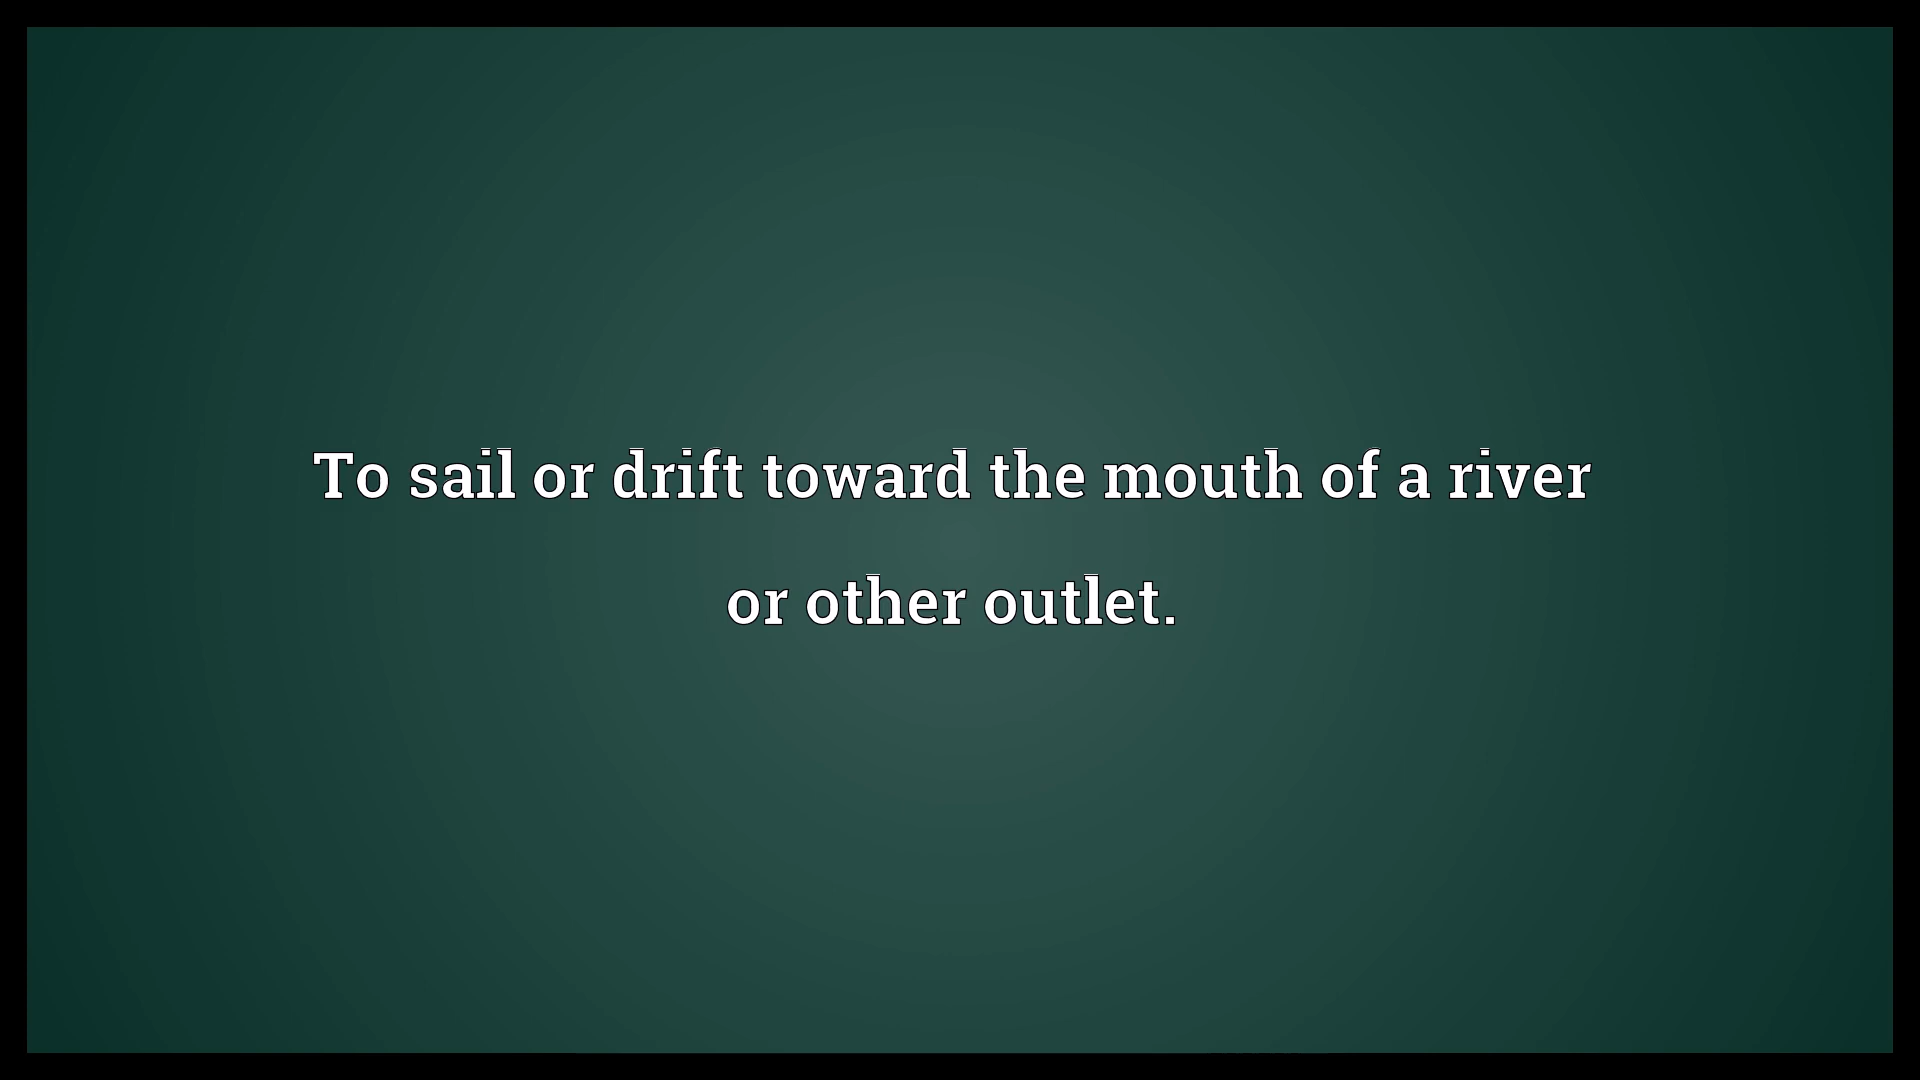 To sail or drift toward the mouth of a river
or other outlet.